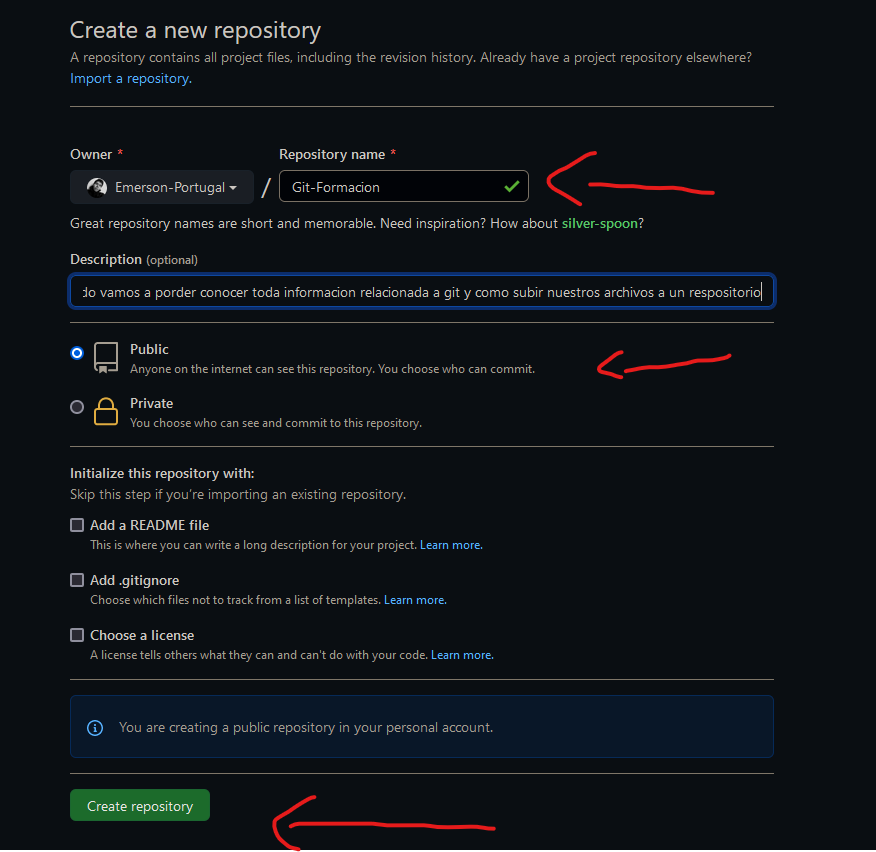 Create a new repository
A repository contains all project files, including the revision history. Already have a project repository elsewhere?
Import a repository.
Owner * Repository name *
Emerson-Portugal / Git-Formacion
Great repository names are short and memorable. Need inspiration? How about silver-spoon?
Description (optional)
do vamos a porder conocer toda informacion relacionada a git y como subir nuestros archivos a un respositorio
Public
Anyone on the internet can see this repository. You choose who can commit.
Private
You choose who can see and commit to this repository.
Initialize this repository with:
Skip this step if you're importing an existing repository.
Add a README file
This is where you can write a long description for your project. Learn more.
Add .gitignore
Choose which files not to track from a list of templates. Learn more.
Choose a license
A license tells others what they can and can't do with your code. Learn more.
You are creating a public repository in your personal account.
Create repository